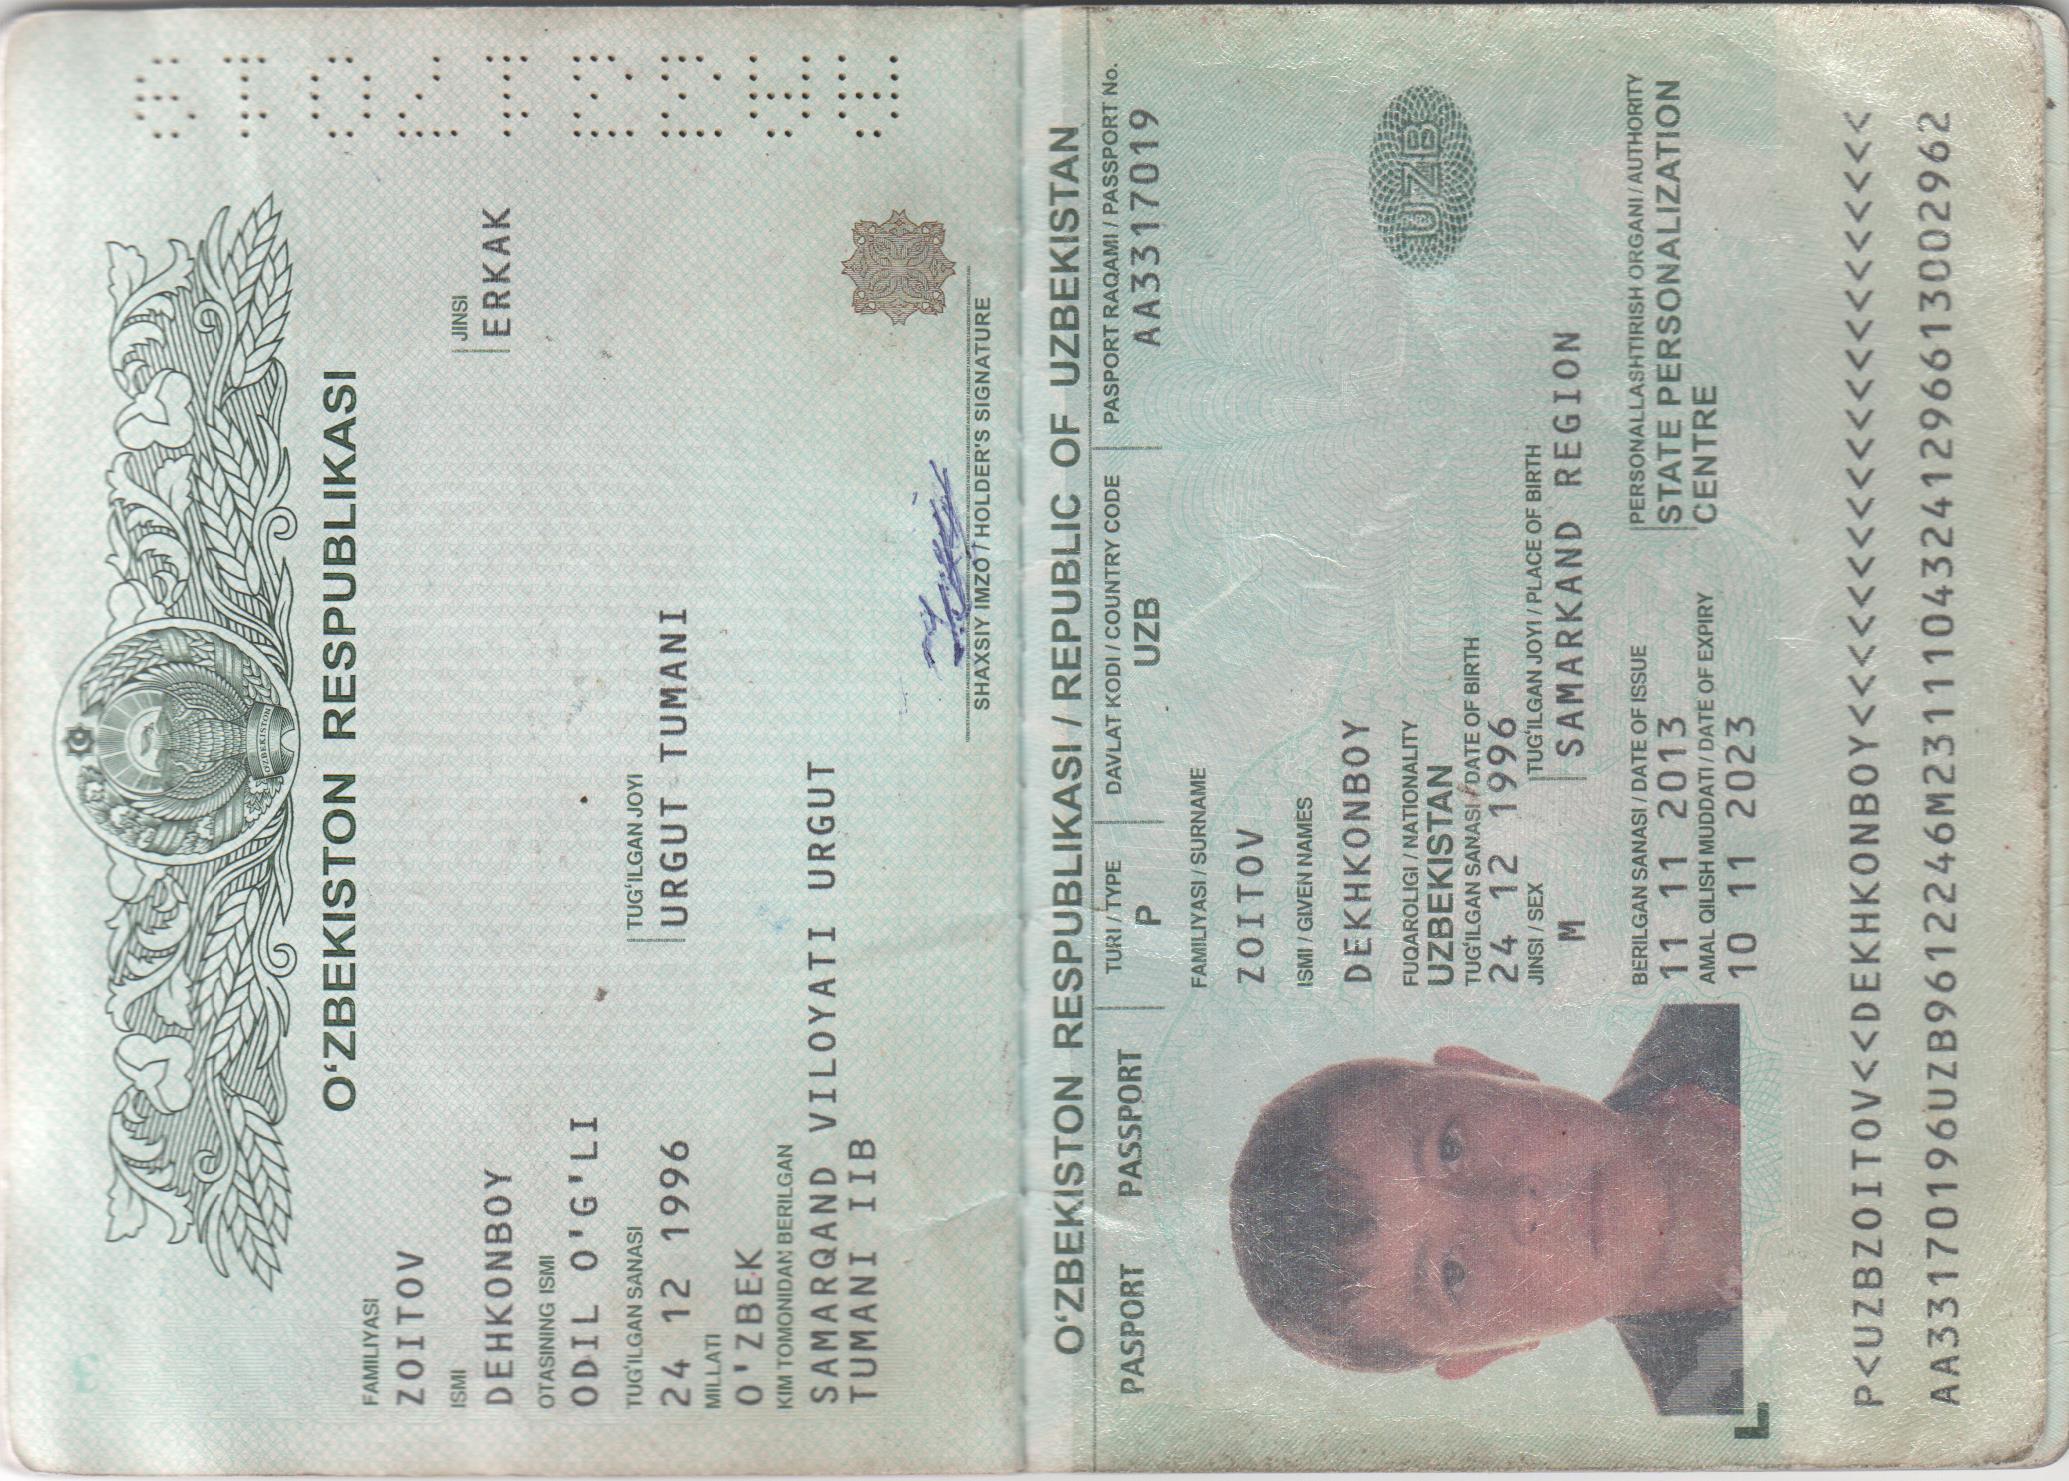 O‘ZBEKISTON RESPUBLIKASI
FAMILIYASI
ZOITOV
ISMI
DEHKONBOY
JINSI
ERKAK
OTASINING ISMI
ODIL O'G'LI
TUG‘ILGAN SANASI
24 12 1996
TUG‘ILGAN JOYI
URGUT TUMANI
MILLATI
O'ZBEK
KIM TOMONIDAN BERILGAN
SAMARQAND VILOYATI URGUT
TUMANI IIB
SHAXSIY IMZO / HOLDER'S SIGNATURE
O‘ZBEKISTON RESPUBLIKASI / REPUBLIC OF UZBEKISTAN
PASPORT PASSPORT
TURI / TYPE
P
DAVLAT KODI / COUNTRY CODE
UZB
PASPORT RAQAMI / PASSPORT No.
AA3317019
FAMILIYASI / SURNAME
ZOITOV
ISMI / GIVEN NAMES
DEKHKONBOY
FUQAROLIGI / NATIONALITY
UZBEKISTAN
TUG‘ILGAN SANASI / DATE OF BIRTH
24 12 1996
JINSI / SEX
M
TUG‘ILGAN JOYI / PLACE OF BIRTH
SAMARKAND REGION
BERILGAN SANASI / DATE OF ISSUE
11 11 2013
AMAL QILISH MUDDATI / DATE OF EXPIRY
10 11 2023
PERSONALLASHTIRISH ORGANI / AUTHORITY
STATE PERSONALIZATION
CENTRE
UZB
P<UZBZOITOV<<DEKHKONBOY<<<<<<<<<<<<<<<<<<<<<
AA33170196UZB9612246M23111043241296613002962